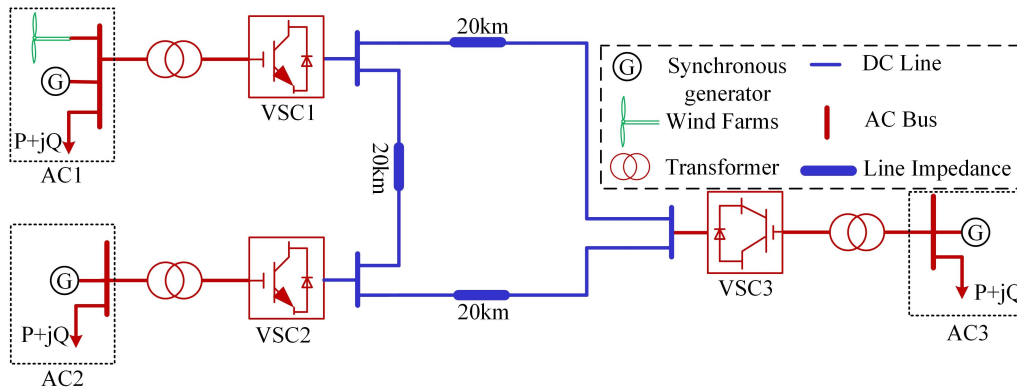 20km
G
VSC1
P+jQ
AC1
20km
G
VSC2
P+jQ
AC2
20km
VSC3
G
P+jQ
AC3
G
Synchronous
generator
DC Line
Wind Farms
AC Bus
Transformer
Line Impedance